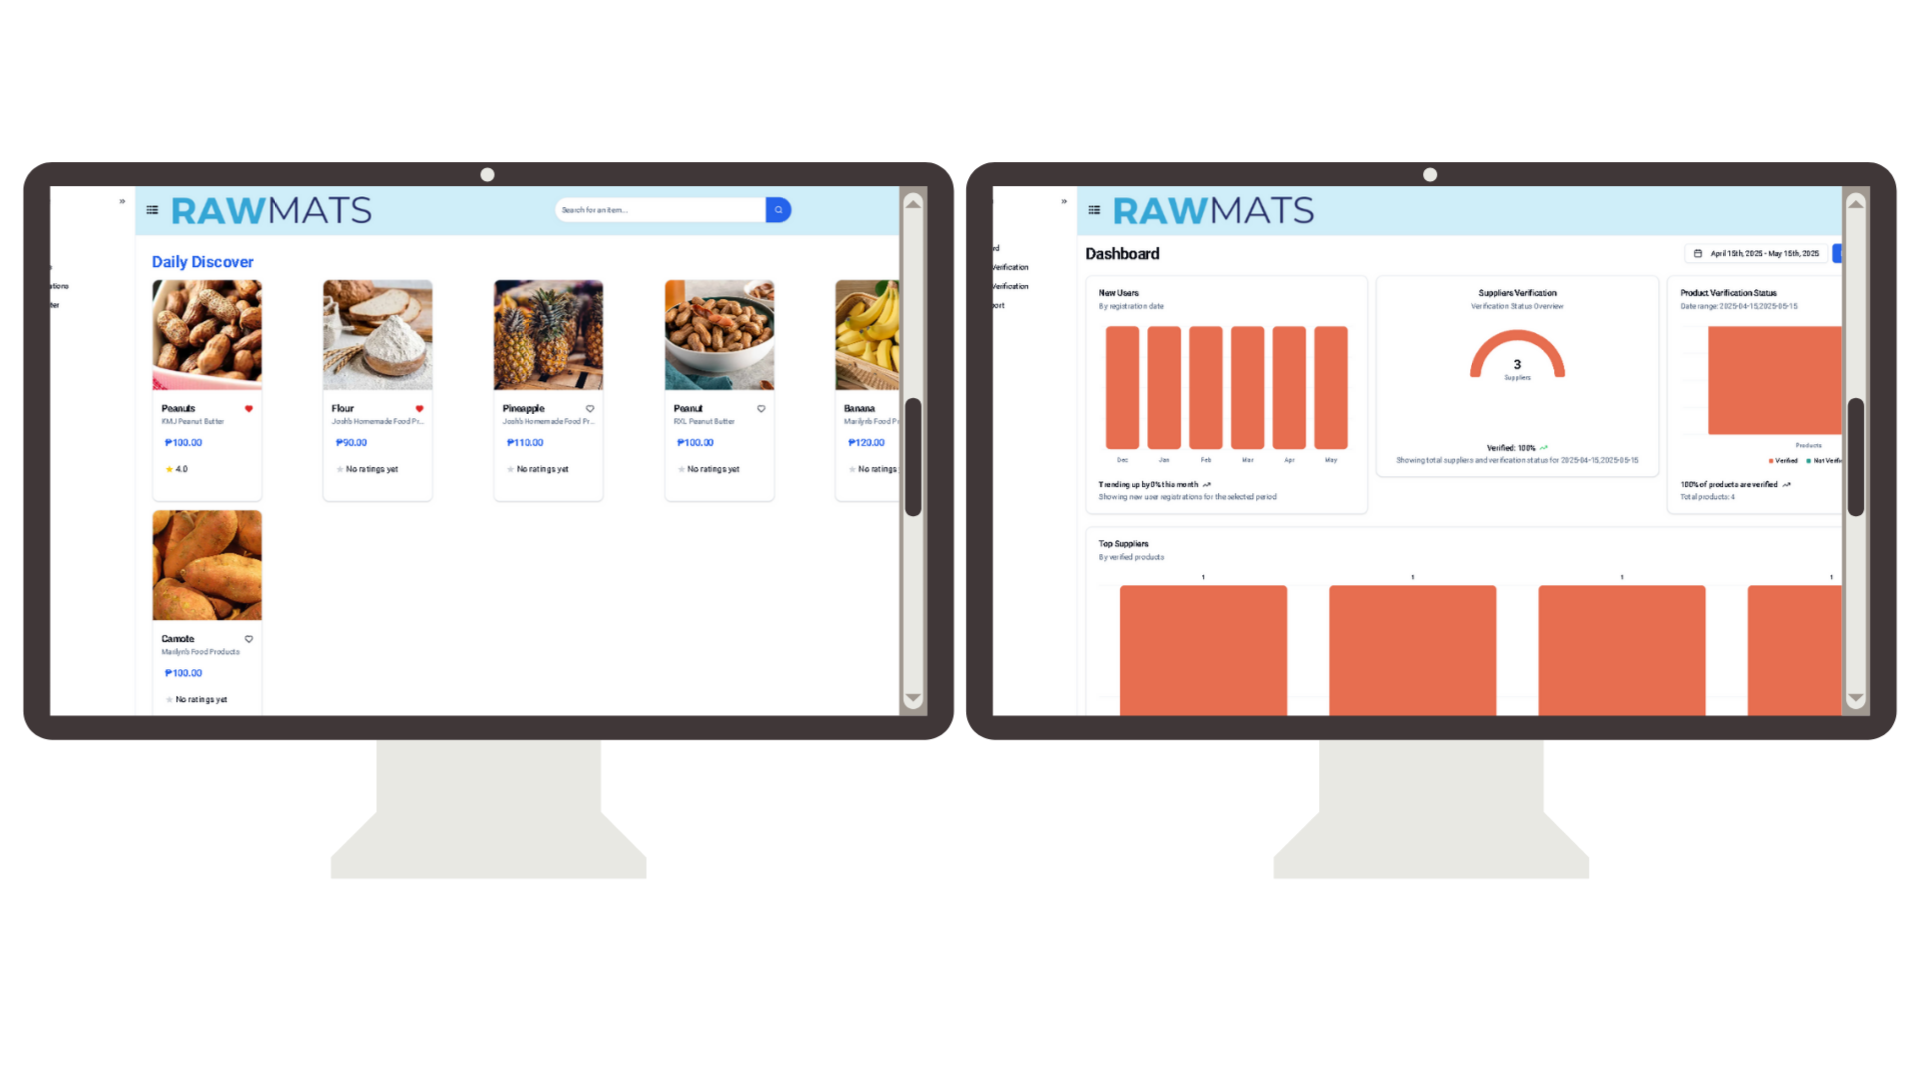 »
RAWMATS
Search for an item...
Daily Discover
Peanuts
KMJ Peanut Butter
₱100.00
4.0
Flour
Josh's Homemade Food Pr...
₱90.00
No ratings yet
Pineapple
Josh's Homemade Food Pr...
₱110.00
No ratings yet
Peanut
RXL Peanut Butter
₱100.00
No ratings yet
Banana
Marilyn's Food P
₱120.00
No ratings
Camote
Marilyn's Food Products
₱100.00
No ratings yet
ations
ter
»
RAWMATS
rd
Verification
Verification
port
Dashboard
April 15th, 2025 - May 15th, 2025
New Users
By registration date
Dec Jan Feb Mar Apr May
Trending up by 0% this month
Showing new user registrations for the selected period
Suppliers Verification
Verification Status Overview
3
Suppliers
Verified: 100%
Showing total suppliers and verification status for 2025-04-15,2025-05-15
Product Verification Status
Date range: 2025-04-15,2025-05-15
Products
Verified Not Verifi
100% of products are verified
Total products: 4
Top Suppliers
By verified products
1 1 1 1